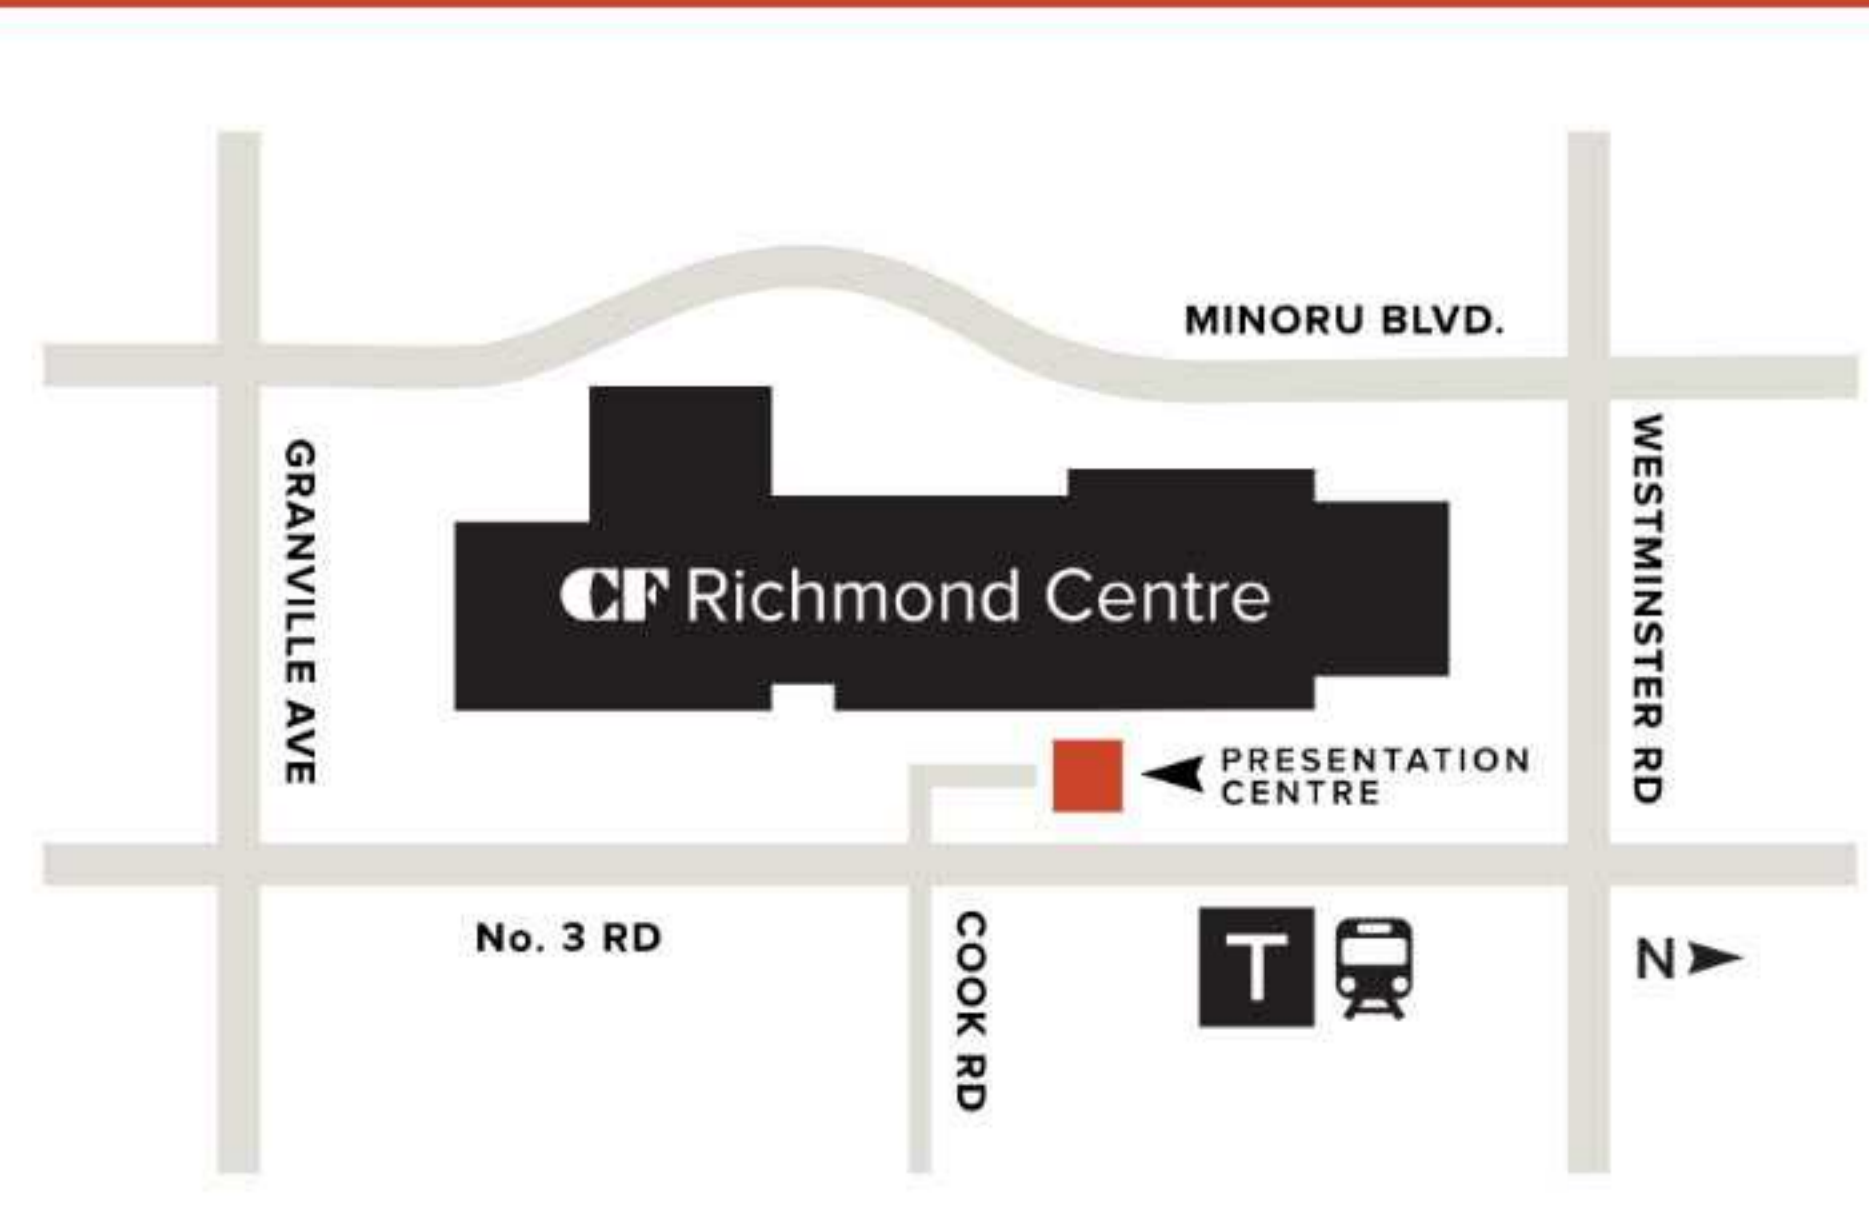 MINORU BLVD.
GRANVILLE AVE
WESTMINSTER RD
CF Richmond Centre
PRESENTATION
CENTRE
No. 3 RD
COOK RD
T
N